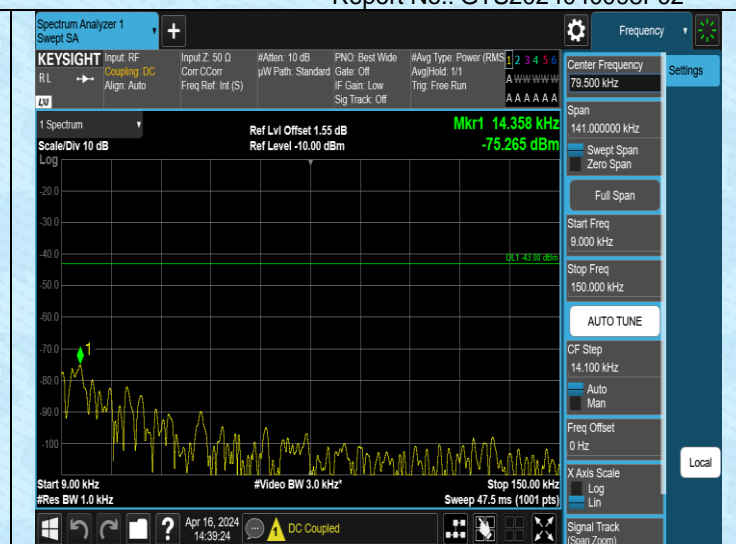 Spectrum Analyzer 1
Swept SA
Frequency
KEYSIGHT
RL
LXI
Input: RF
Coupling: DC
Align: Auto
Input Z: 50 Ω
Corr CCorr
Freq Ref: Int (S)
#Atten: 10 dB
µW Path: Standard
PNO: Best Wide
Gate: Off
IF Gain: Low
Sig Track: Off
#Avg Type: Power (RMS
Avg|Hold: 1/1
Trig: Free Run
1 2 3 4 5 6
A W W W W W
A A A A A A
1 Spectrum
Scale/Div 10 dB
Log
Ref Lvl Offset 1.55 dB
Ref Level -10.00 dBm
Mkr1 14.358 kHz
-75.265 dBm
-20.0
-30.0
-40.0
DL1 -43.00 dBm
-50.0
-60.0
-70.0
1
-80.0
-90.0
-100
Start 9.00 kHz
#Res BW 1.0 kHz
#Video BW 3.0 kHz*
Stop 150.00 kHz
Sweep 47.5 ms (1001 pts)
Center Frequency
79.500 kHz
Settings
Span
141.000000 kHz
Swept Span
Zero Span
Full Span
Start Freq
9.000 kHz
Stop Freq
150.000 kHz
AUTO TUNE
CF Step
14.100 kHz
Auto
Man
Freq Offset
0 Hz
X Axis Scale
Log
Lin
Local
Signal Track
(Span Zoom)
?
Apr 16, 2024
14:39:24
1
DC Coupled